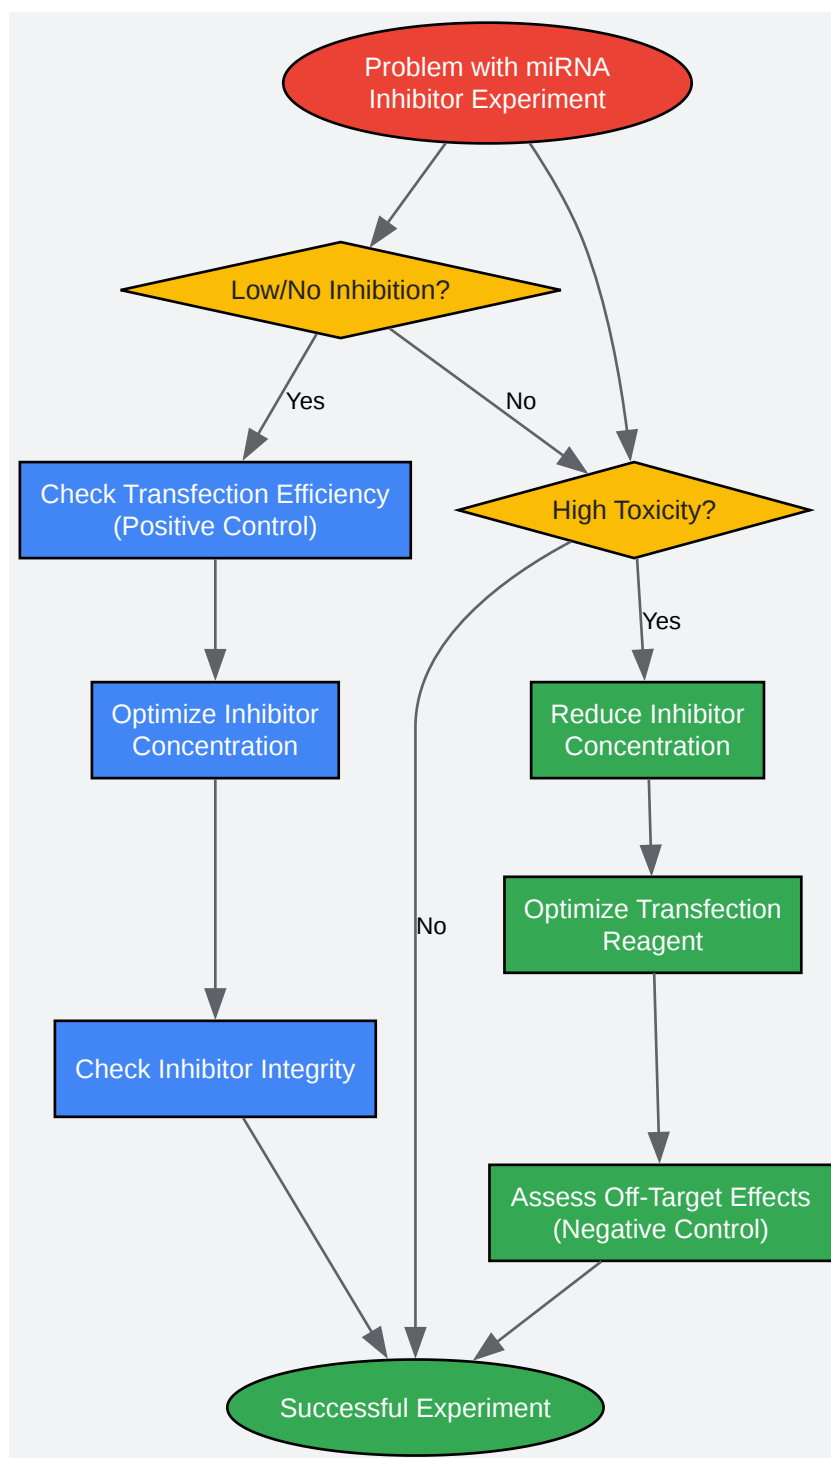 Problem with miRNA
Inhibitor Experiment
Low/No Inhibition?
Yes
No
Check Transfection Efficiency
(Positive Control)
High Toxicity?
Yes
Optimize Inhibitor
Concentration
Reduce Inhibitor
Concentration
Optimize Transfection
Reagent
No
Check Inhibitor Integrity
Assess Off-Target Effects
(Negative Control)
Successful Experiment